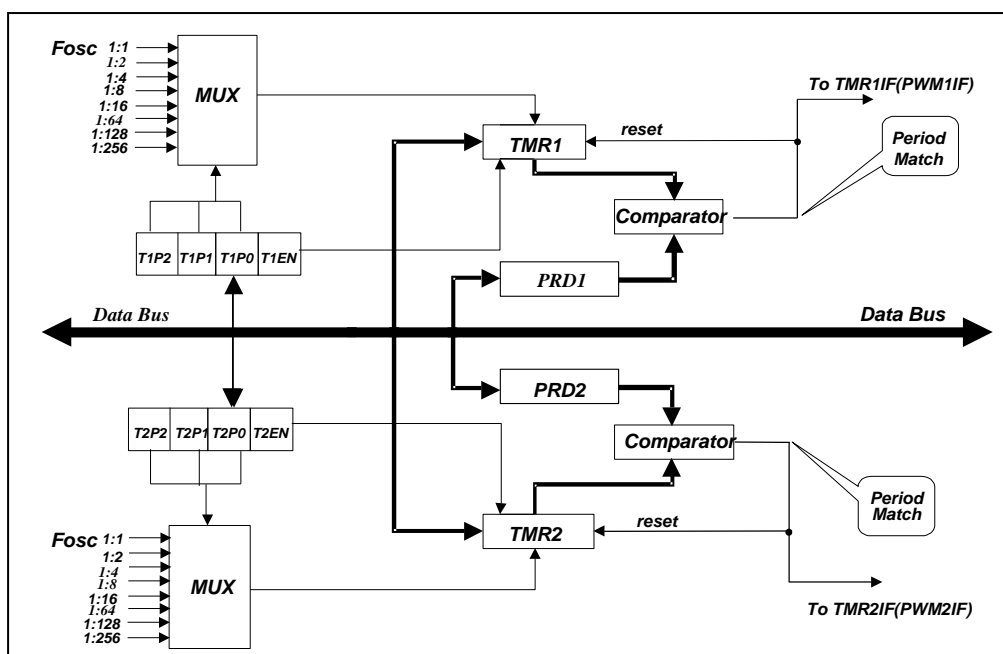 Fosc 1:1
1:2
1:4
1:8
1:16
1:64
1:128
1:256
MUX
To TMR1IF(PWM1IF)
TMR1
reset
Period
Match
Comparator
T1P2 T1P1 T1P0 T1EN
PRD1
Data Bus
Data Bus
PRD2
T2P2 T2P1 T2P0 T2EN
Comparator
Period
Match
TMR2
reset
Fosc 1:1
1:2
1:4
1:8
1:16
1:64
1:128
1:256
MUX
To TMR2IF(PWM2IF)